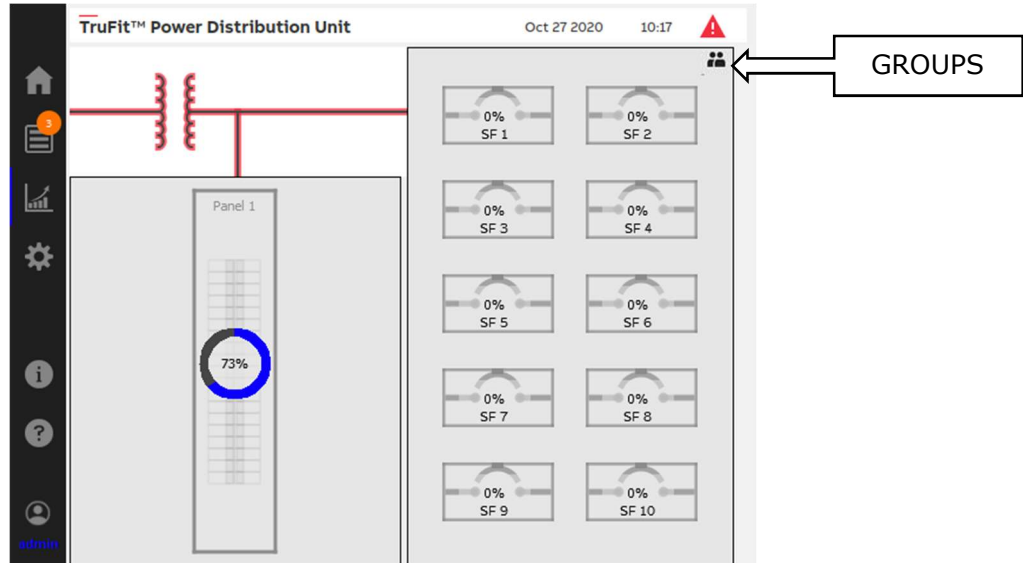 TruFit™ Power Distribution Unit
Oct 27 2020
10:17
GROUPS
3
Panel 1
73%
0%
SF 1
0%
SF 2
0%
SF 3
0%
SF 4
0%
SF 5
0%
SF 6
0%
SF 7
0%
SF 8
0%
SF 9
0%
SF 10
i
?
admin